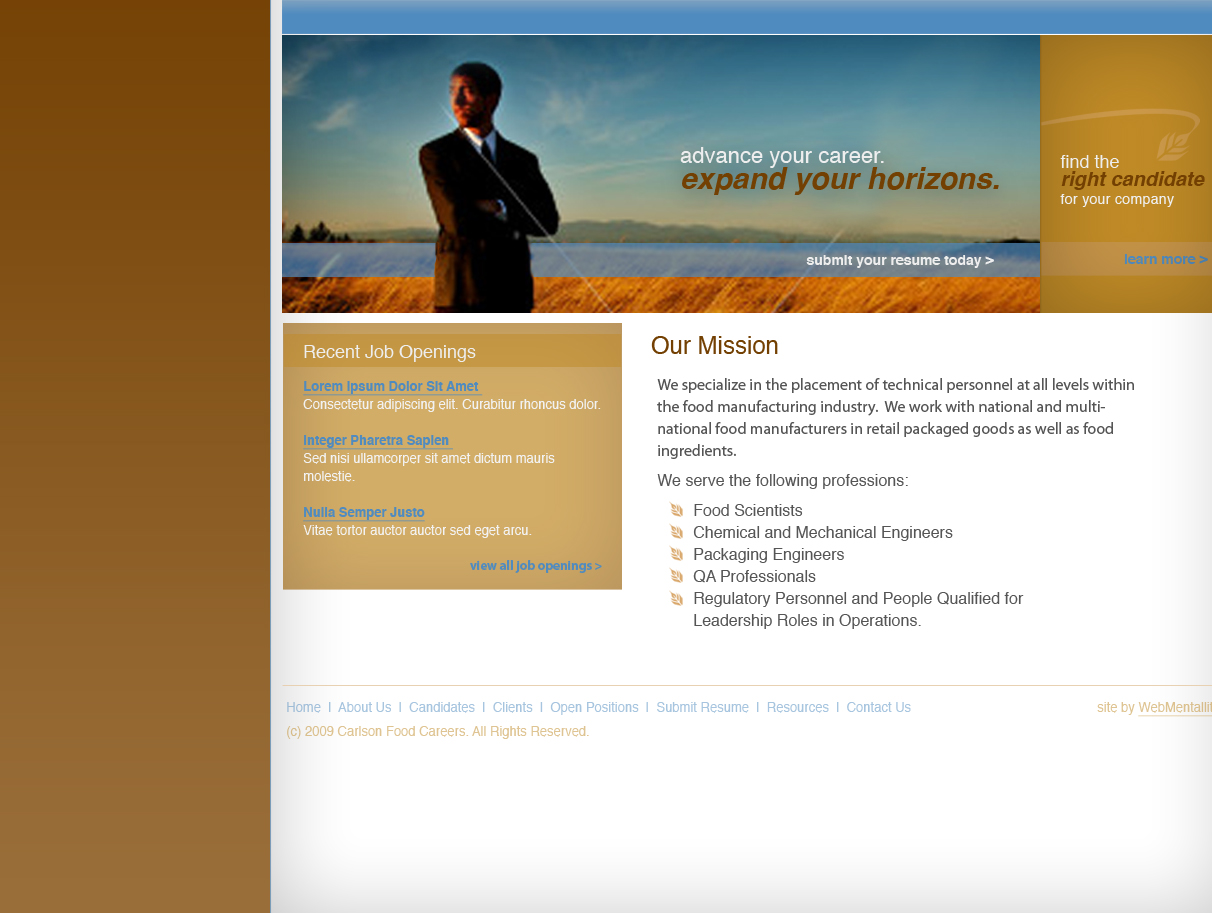 advance your career.
expand your horizons.
submit your resume today >
find the
right candidate
for your company
learn more >
Recent Job Openings
Lorem Ipsum Dolor Sit Amet
Consectetur adipiscing elit. Curabitur rhoncus dolor.
Integer Pharetra Sapien
Sed nisi ullamcorper sit amet dictum mauris
molestie.
Nulla Semper Justo
Vitae tortor auctor auctor sed eget arcu.
view all job openings >
Our Mission
We specialize in the placement of technical personnel at all levels within
the food manufacturing industry.  We work with national and multi-
national food manufacturers in retail packaged goods as well as food
ingredients.
We serve the following professions:
Food Scientists
Chemical and Mechanical Engineers
Packaging Engineers
QA Professionals
Regulatory Personnel and People Qualified for
Leadership Roles in Operations.
Home | About Us | Candidates | Clients | Open Positions | Submit Resume | Resources | Contact Us
site by WebMentalit
(c) 2009 Carlson Food Careers. All Rights Reserved.